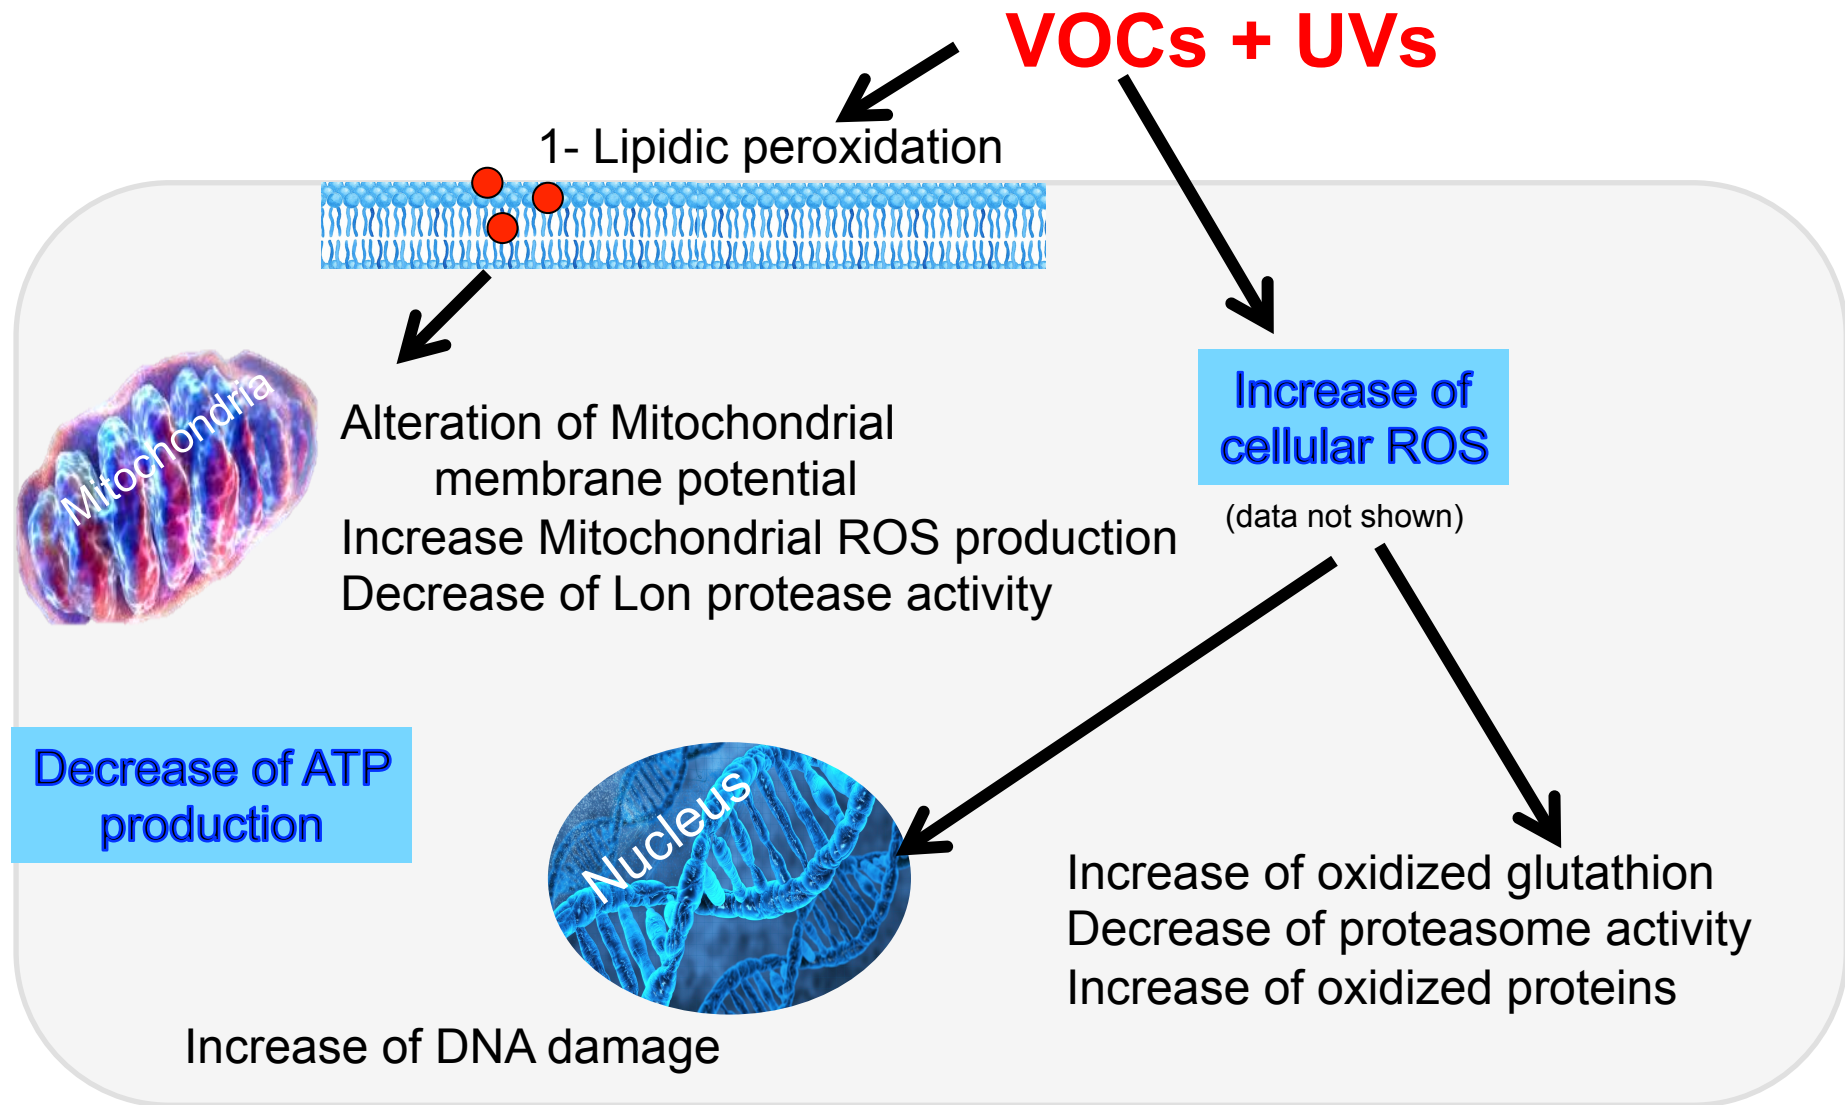 VOCs + UVs
1- Lipidic peroxidation
Mitochondria
Alteration of Mitochondrial
membrane potential
Increase Mitochondrial ROS production
Decrease of Lon protease activity
Increase of
cellular ROS
(data not shown)
Decrease of ATP
production
Nucleus
Increase of oxidized glutathion
Decrease of proteasome activity
Increase of oxidized proteins
Increase of DNA damage